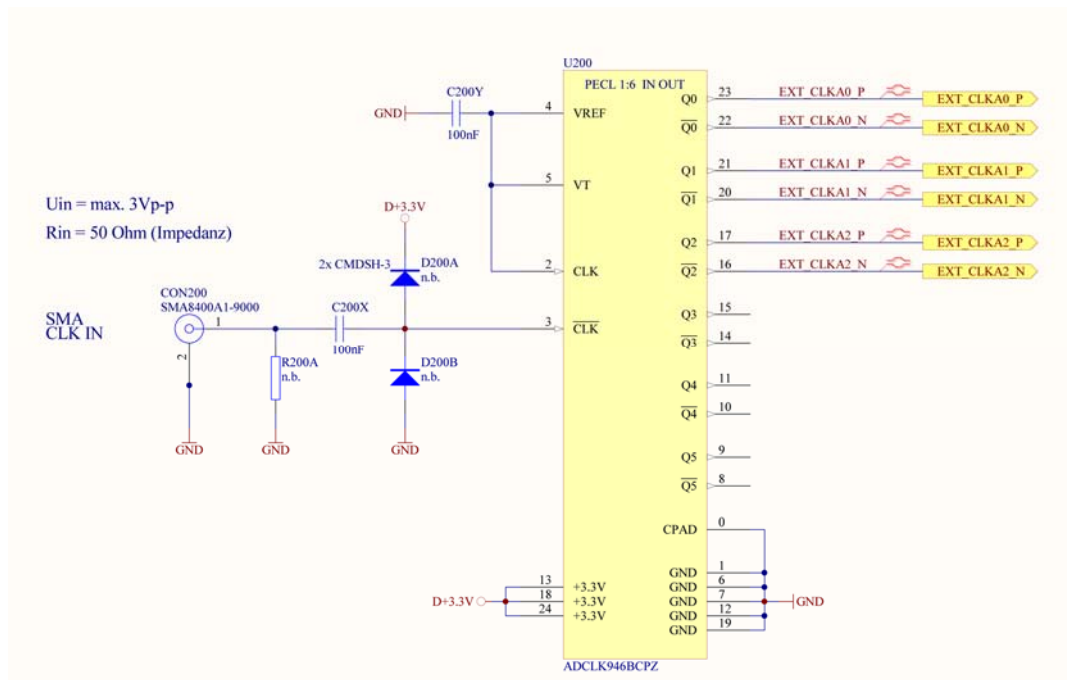 U200
PECL 1:6 IN OUT
C200Y
GND
100nF
4
VREF
5
VT
2
CLK
3
CLK
Uin = max. 3Vp-p
Rin = 50 Ohm (Impedanz)
D+3.3V
2x CMDSH-3
D200A
n.b.
CON200
SMA8400A1-9000
SMA
CLK IN
1
2
C200X
100nF
R200A
n.b.
D200B
n.b.
GND
GND
GND
Q0
23
EXT_CLKA0_P
EXT_CLKA0_P
Q0
22
EXT_CLKA0_N
EXT_CLKA0_N
Q1
21
EXT_CLKA1_P
EXT_CLKA1_P
Q1
20
EXT_CLKA1_N
EXT_CLKA1_N
Q2
17
EXT_CLKA2_P
EXT_CLKA2_P
Q2
16
EXT_CLKA2_N
EXT_CLKA2_N
Q3
15
Q3
14
Q4
11
Q4
10
Q5
9
Q5
8
CPAD
0
GND
1
GND
6
GND
7
GND
12
GND
19
GND
D+3.3V
13
+3.3V
18
+3.3V
24
+3.3V
ADCLK946BCPZ